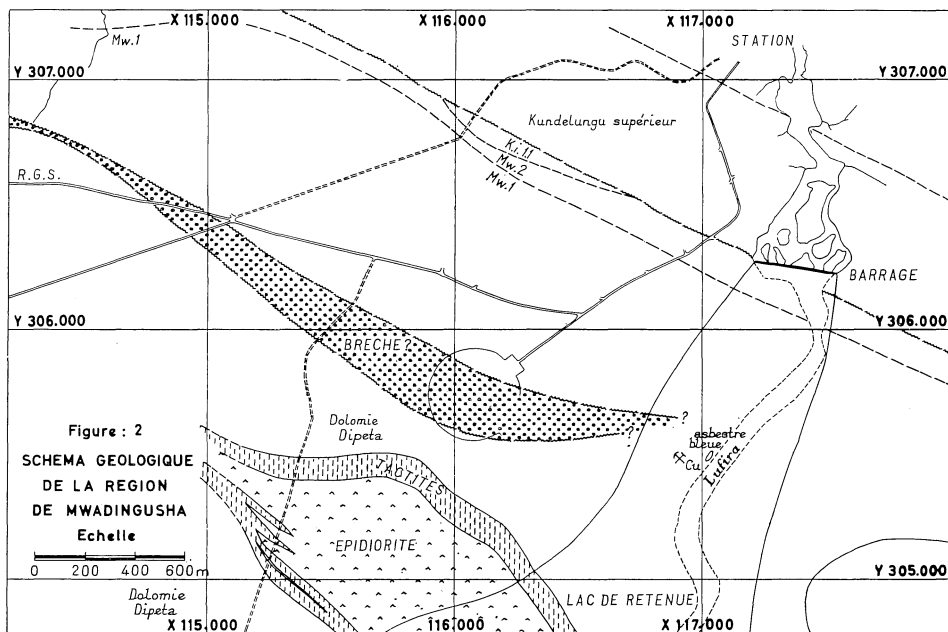 X 115.000
X 116.000
X 117.000
Mw.1
STATION
Y 307.000
Y 307.000
Kundelungu supérieur
K.i.11
Mw.2
Mw.1
R.G.S.
BARRAGE
Y 306.000
Y 306.000
BRECHE?
?
?
Dolomie
Dipeta
asbestre
bleue
Cu
Lufira
TACTITES
Figure : 2
SCHEMA GEOLOGIQUE
DE LA REGION
DE MWADINGUSHA
Echelle
0 200 400 600m
EPIDIORITE
Y 305.000
Dolomie
Dipeta
LAC DE RETENUE
X 115.000
116.000
X 117.000